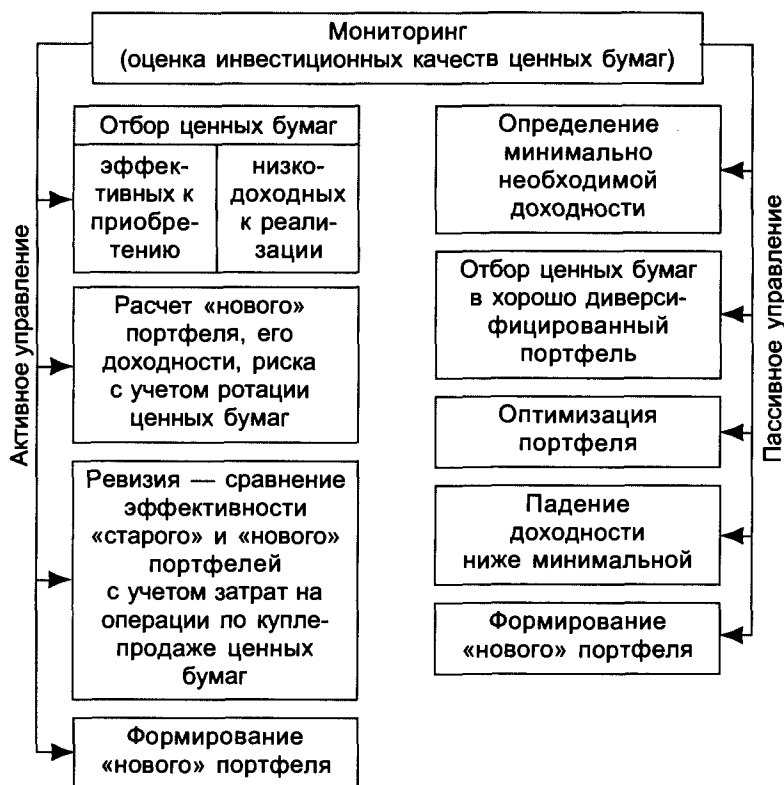 Мониторинг
(оценка инвестиционных качеств ценных бумаг)
Активное управление
Отбор ценных бумаг
эффек-
тивных к
приобре-
тению
низко-
доходных
к реали-
зации
Расчет «нового»
портфеля, его
доходности, риска
с учетом ротации
ценных бумаг
Ревизия — сравнение
эффективности
«старого» и «нового»
портфелей
с учетом затрат на
операции по купле-
продаже ценных
бумаг
Формирование
«нового» портфеля
Пассивное управление
Определение
минимально
необходимой
доходности
Отбор ценных бумаг
в хорошо диверси-
фицированный
портфель
Оптимизация
портфеля
Падение
доходности
ниже минимальной
Формирование
«нового» портфеля